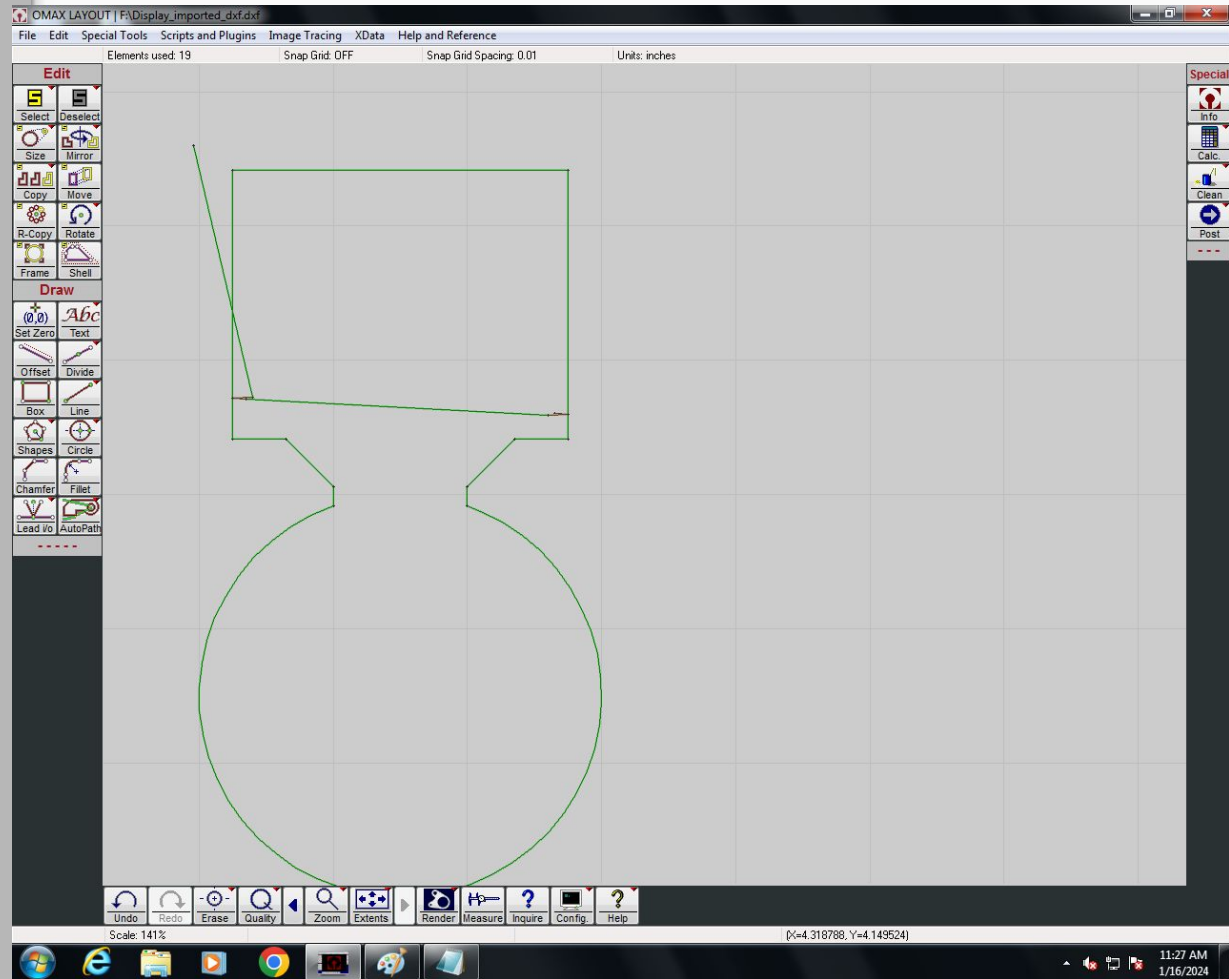 OMAX LAYOUT | F:\Display_imported_dxf.dxf
File Edit Special Tools Scripts and Plugins Image Tracing XData Help and Reference
Elements used: 19 Snap Grid: OFF Snap Grid Spacing: 0.01 Units: inches
Edit
Select Deselect
Size Mirror
Copy Move
R-Copy Rotate
Frame Shell
Draw
(0,0) Abc
Set Zero Text
Offset Divide
Box Line
Shapes Circle
Chamfer Fillet
Lead i/o AutoPath
Special
Info
Calc.
Clean
Post
Undo Redo Erase Quality Zoom Extents Render Measure Inquire Config. Help
Scale: 141% (X=4.318788, Y=4.149524)
11:27 AM
1/16/2024